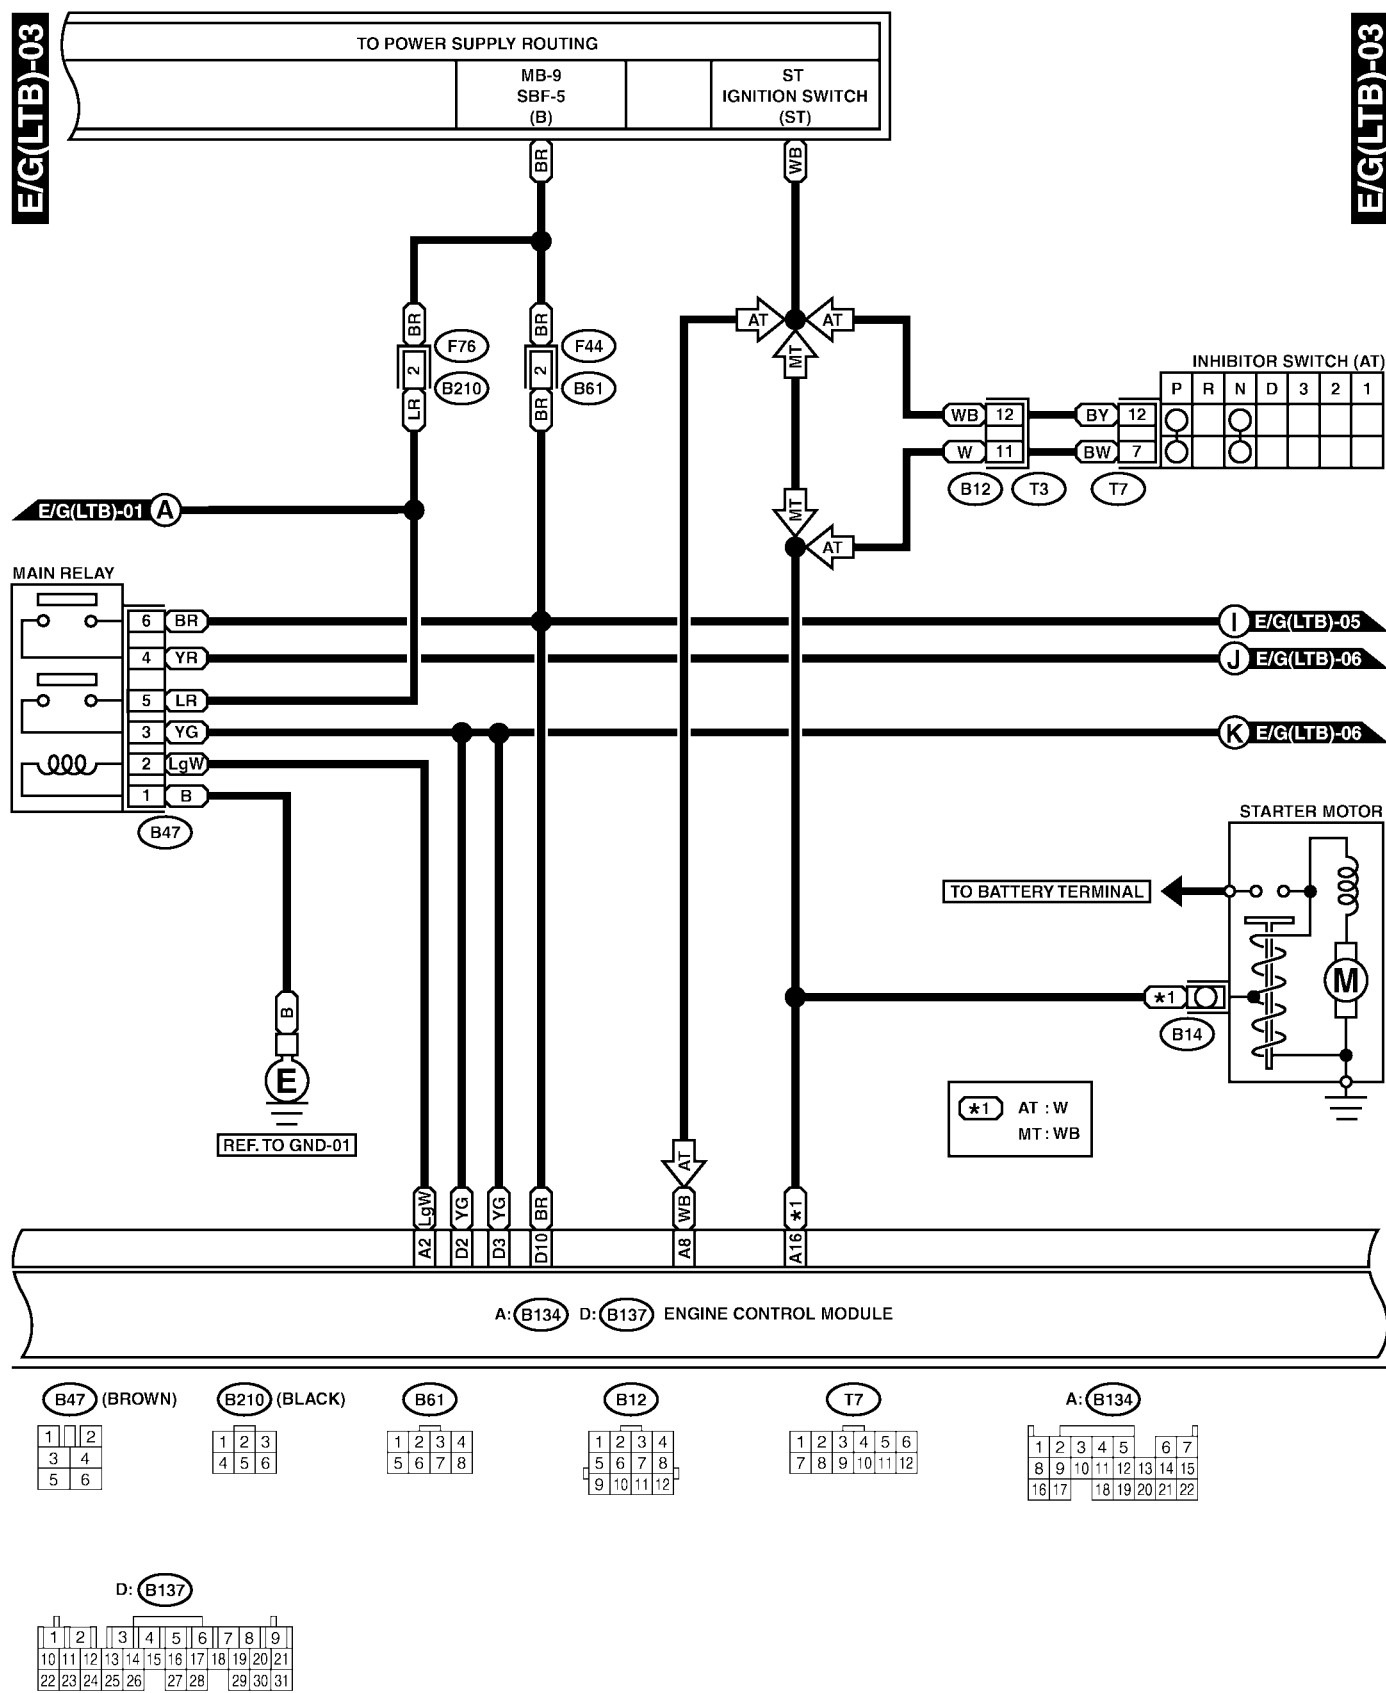 E/G(LTB)-03
E/G(LTB)-03
TO POWER SUPPLY ROUTING
MB-9
SBF-5
(B)
ST
IGNITION SWITCH
(ST)
BR
WB
AT
AT
MT
BR
BR
F76
F44
2
2
B210
B61
LR
BR
INHIBITOR SWITCH (AT)
P R N D 3 2 1
WB 12 BY 12
W 11 BW 7
B12 T3 T7
MT
AT
E/G(LTB)-01 A
MAIN RELAY
6 BR
I E/G(LTB)-05
4 YR
J E/G(LTB)-06
5 LR
3 YG
K E/G(LTB)-06
2 LgW
1 B
B47
STARTER MOTOR
TO BATTERY TERMINAL
M
*1
B14
B
E
REF. TO GND-01
*1 AT : W
MT : WB
AT
LgW YG YG BR WB *1
A2 D2 D3 D10 A8 A16
A: B134 D: B137 ENGINE CONTROL MODULE
B47 (BROWN)
1 2
3 4
5 6
B210 (BLACK)
1 2 3
4 5 6
B61
1 2 3 4
5 6 7 8
B12
1 2 3 4
5 6 7 8
9 10 11 12
T7
1 2 3 4 5 6
7 8 9 10 11 12
A: B134
1 2 3 4 5 6 7
8 9 10 11 12 13 14 15
16 17 18 19 20 21 22
D: B137
1 2 3 4 5 6 7 8 9
10 11 12 13 14 15 16 17 18 19 20 21
22 23 24 25 26 27 28 29 30 31